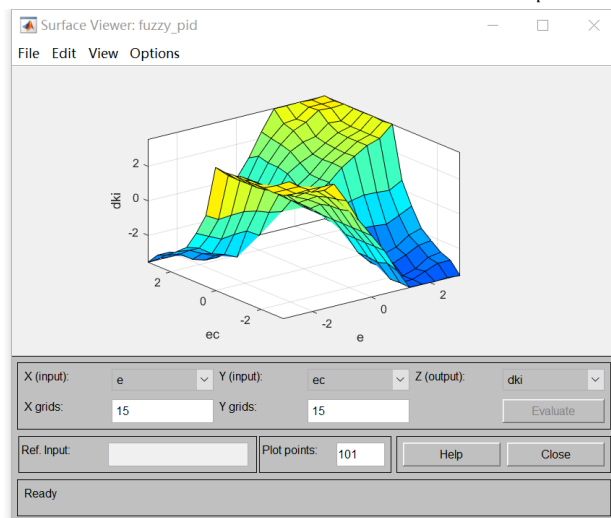 Surface Viewer: fuzzy_pid
File Edit View Options
2
0
-2
dki
2
0
-2
ec
-2
0
2
e
X (input): e Y (input): ec Z (output): dki
X grids: 15 Y grids: 15 Evaluate
Ref. Input: Plot points: 101 Help Close
Ready